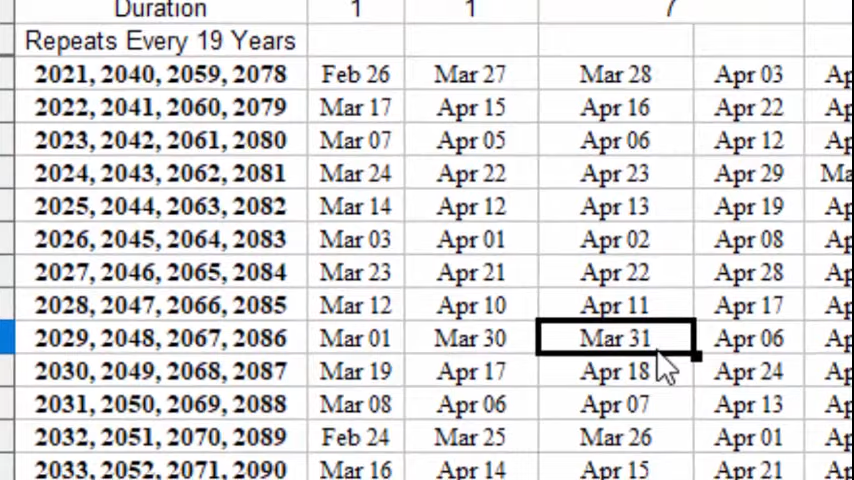 Duration 1 1 7
Repeats Every 19 Years
2021, 2040, 2059, 2078 Feb 26 Mar 27 Mar 28 Apr 03 Ap
2022, 2041, 2060, 2079 Mar 17 Apr 15 Apr 16 Apr 22 Ap
2023, 2042, 2061, 2080 Mar 07 Apr 05 Apr 06 Apr 12 Ap
2024, 2043, 2062, 2081 Mar 24 Apr 22 Apr 23 Apr 29 Ma
2025, 2044, 2063, 2082 Mar 14 Apr 12 Apr 13 Apr 19 Ap
2026, 2045, 2064, 2083 Mar 03 Apr 01 Apr 02 Apr 08 Ap
2027, 2046, 2065, 2084 Mar 23 Apr 21 Apr 22 Apr 28 Ap
2028, 2047, 2066, 2085 Mar 12 Apr 10 Apr 11 Apr 17 Ap
2029, 2048, 2067, 2086 Mar 01 Mar 30 Mar 31 Apr 06 Ap
2030, 2049, 2068, 2087 Mar 19 Apr 17 Apr 18 Apr 24 Ap
2031, 2050, 2069, 2088 Mar 08 Apr 06 Apr 07 Apr 13 Ap
2032, 2051, 2070, 2089 Feb 24 Mar 25 Mar 26 Apr 01 Ap
2033, 2052, 2071, 2090 Mar 16 Apr 14 Apr 15 Apr 21 Ap